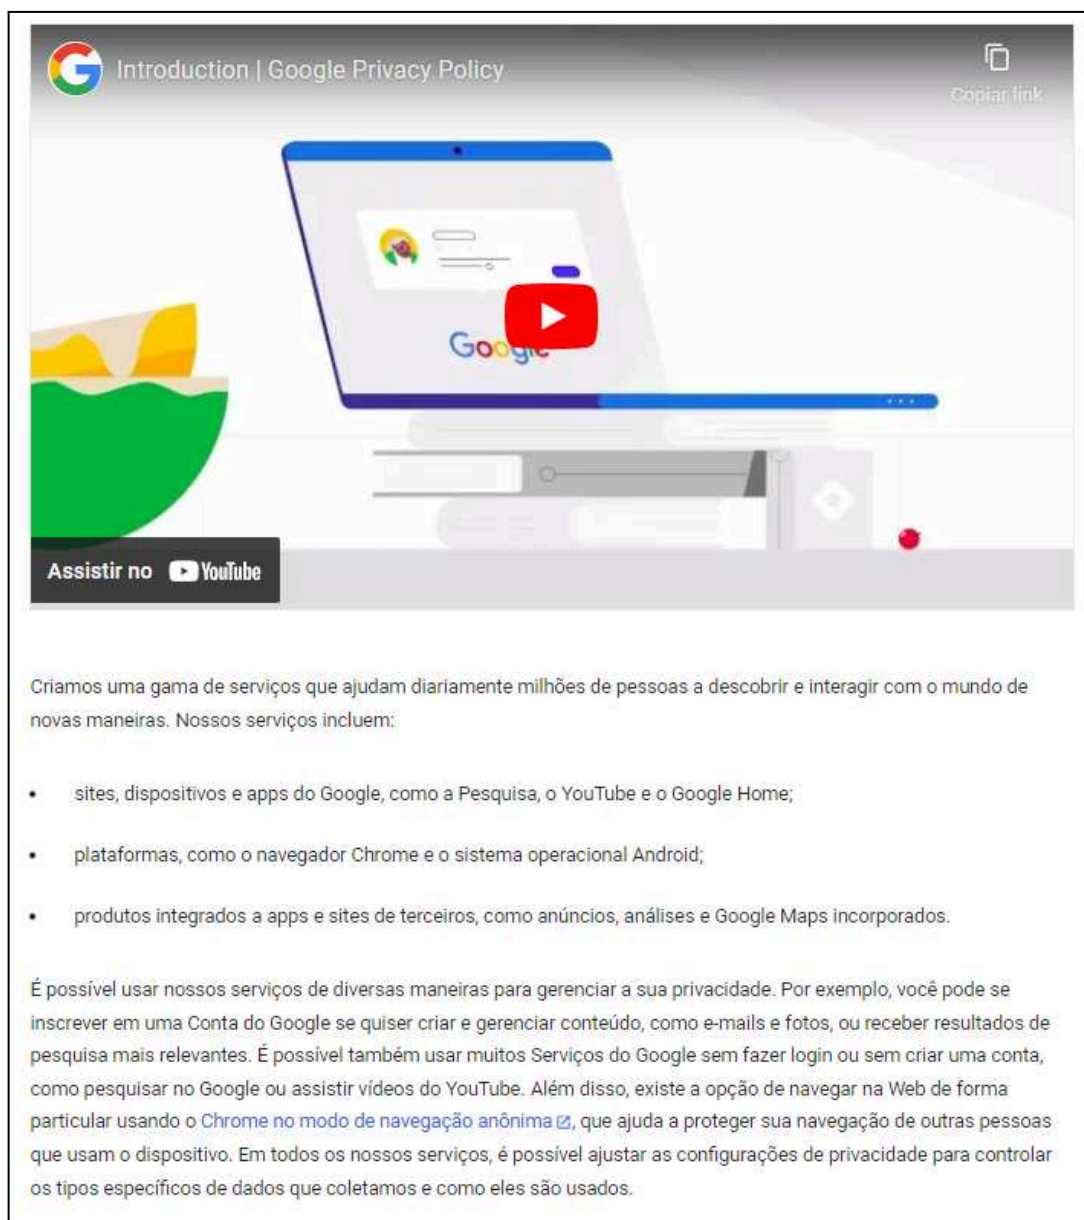 Introduction | Google Privacy Policy
Copiar link
Google
Assistir no YouTube
Criamos uma gama de serviços que ajudam diariamente milhões de pessoas a descobrir e interagir com o mundo de
novas maneiras. Nossos serviços incluem:
• sites, dispositivos e apps do Google, como a Pesquisa, o YouTube e o Google Home;
• plataformas, como o navegador Chrome e o sistema operacional Android;
• produtos integrados a apps e sites de terceiros, como anúncios, análises e Google Maps incorporados.
É possível usar nossos serviços de diversas maneiras para gerenciar a sua privacidade. Por exemplo, você pode se
inscrever em uma Conta do Google se quiser criar e gerenciar conteúdo, como e-mails e fotos, ou receber resultados de
pesquisa mais relevantes. É possível também usar muitos Serviços do Google sem fazer login ou sem criar uma conta,
como pesquisar no Google ou assistir vídeos do YouTube. Além disso, existe a opção de navegar na Web de forma
particular usando o Chrome no modo de navegação anônima, que ajuda a proteger sua navegação de outras pessoas
que usam o dispositivo. Em todos os nossos serviços, é possível ajustar as configurações de privacidade para controlar
os tipos específicos de dados que coletamos e como eles são usados.